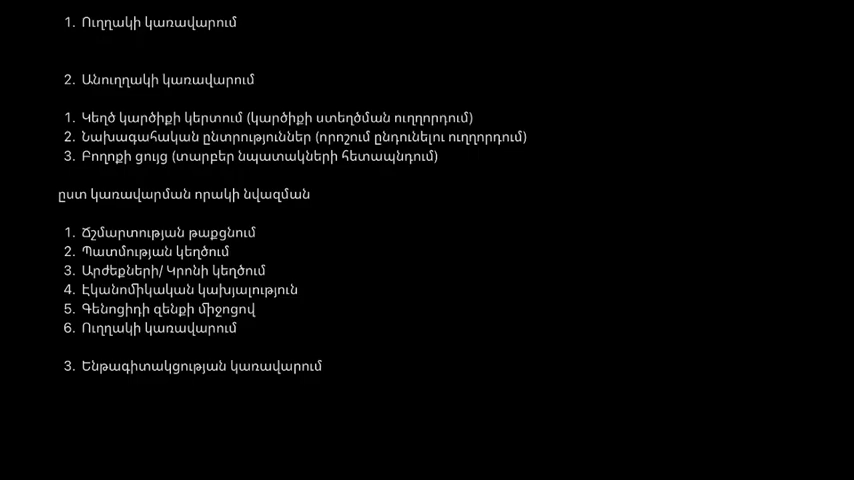 1. Ուղղակի կառավարում
2. Անուղղակի կառավարում
1. Կեղծ կարծիքի կերտում (կարծիքի ստեղծման ուղղորդում)
2. Նախագահական ընտրություններ (որոշում ընդունելու ուղղորդում)
3. Բողոքի ցույց (տարբեր նպատակների հետապնդում)
ըստ կառավարման որակի նվազման
1. Ճշմարտության թաքցնում
2. Պատմության կեղծում
3. Արժեքների/ Կրոնի կեղծում
4. Էկանոմիկական կախյալություն
5. Գենոցիդի զենքի միջոցով
6. Ուղղակի կառավարում
3. Ենթագիտակցության կառավարում